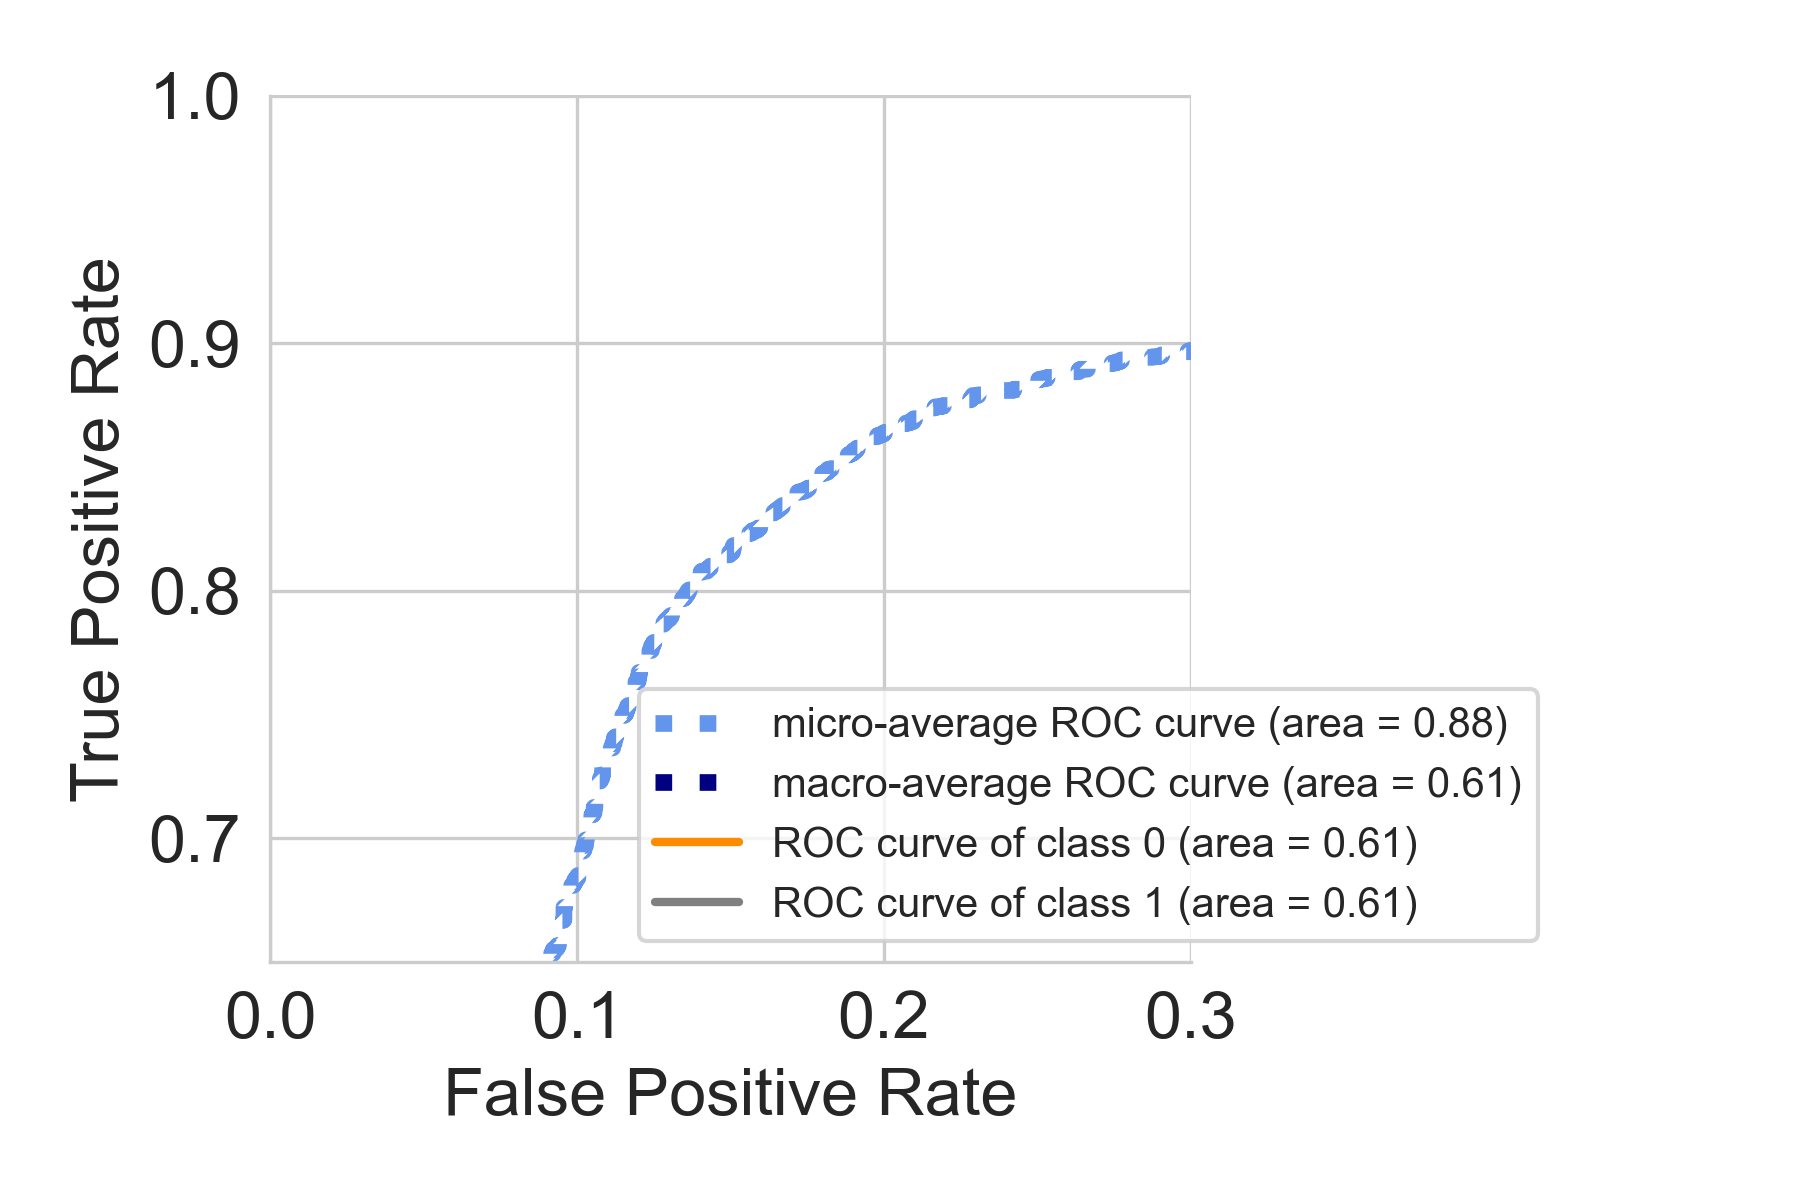 1.0
0.9
0.8
0.7
True Positive Rate
micro-average ROC curve (area = 0.88)
macro-average ROC curve (area = 0.61)
ROC curve of class 0 (area = 0.61)
ROC curve of class 1 (area = 0.61)
0.0 0.1 0.2 0.3
False Positive Rate